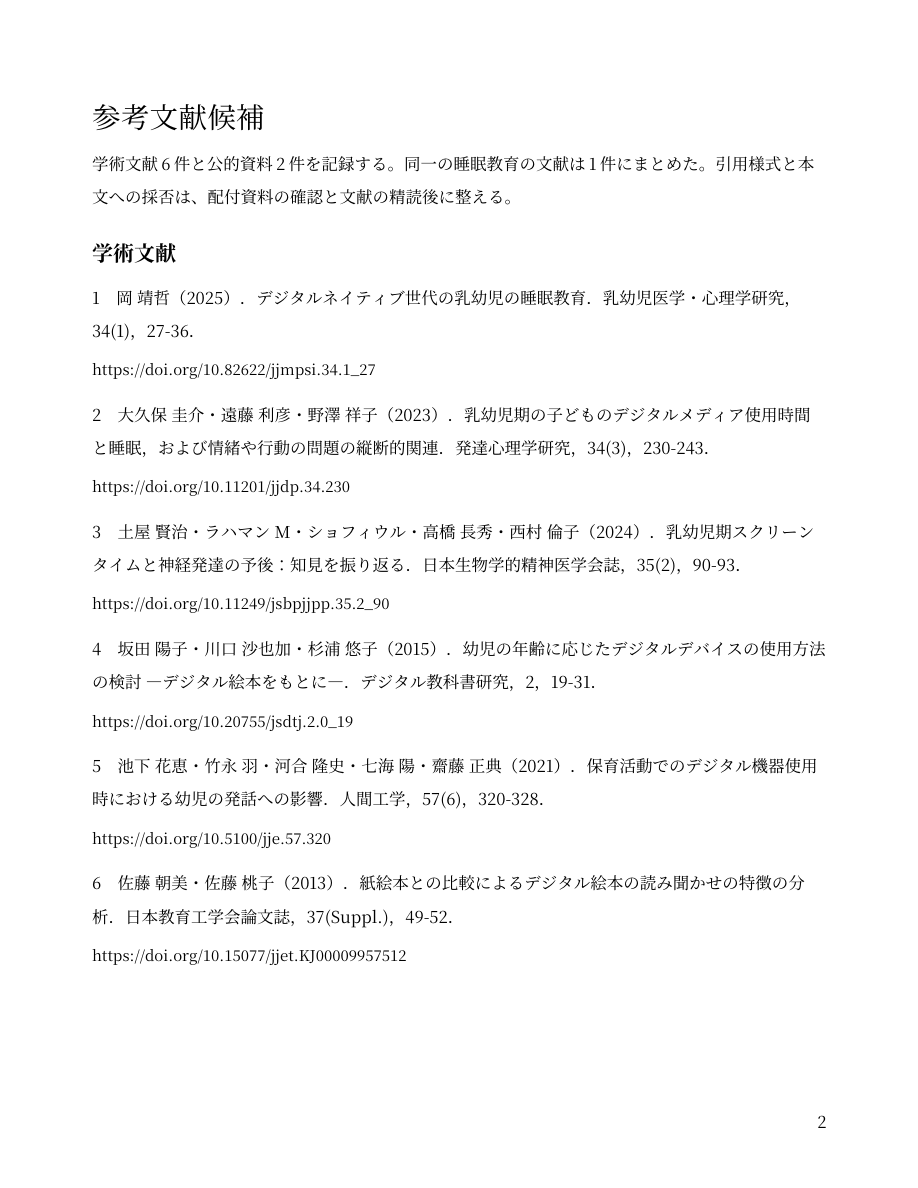 参考文献候補
学術文献 6 件と公的資料 2 件を記録する。同一の睡眠教育の文献は 1 件にまとめた。引用様式と本
文への採否は、配付資料の確認と文献の精読後に整える。
学術文献
1　岡 靖哲（2025）．デジタルネイティブ世代の乳幼児の睡眠教育．乳幼児医学・心理学研究，
34(1)，27-36．
https://doi.org/10.82622/jjmpsi.34.1_27
2　大久保 圭介・遠藤 利彦・野澤 祥子（2023）．乳幼児期の子どものデジタルメディア使用時間
と睡眠，および情緒や行動の問題の縦断的関連．発達心理学研究，34(3)，230-243．
https://doi.org/10.11201/jjdp.34.230
3　土屋 賢治・ラハマン M・ショフィウル・高橋 長秀・西村 倫子（2024）．乳幼児期スクリーン
タイムと神経発達の予後：知見を振り返る．日本生物学的精神医学会誌，35(2)，90-93．
https://doi.org/10.11249/jsbpjjpp.35.2_90
4　坂田 陽子・川口 沙也加・杉浦 悠子（2015）．幼児の年齢に応じたデジタルデバイスの使用方法
の検討 ―デジタル絵本をもとに―．デジタル教科書研究，2，19-31．
https://doi.org/10.20755/jsdtj.2.0_19
5　池下 花恵・竹永 羽・河合 隆史・七海 陽・齋藤 正典（2021）．保育活動でのデジタル機器使用
時における幼児の発話への影響．人間工学，57(6)，320-328．
https://doi.org/10.5100/jje.57.320
6　佐藤 朝美・佐藤 桃子（2013）．紙絵本との比較によるデジタル絵本の読み聞かせの特徴の分
析．日本教育工学会論文誌，37(Suppl.)，49-52．
https://doi.org/10.15077/jjet.KJ00009957512
2